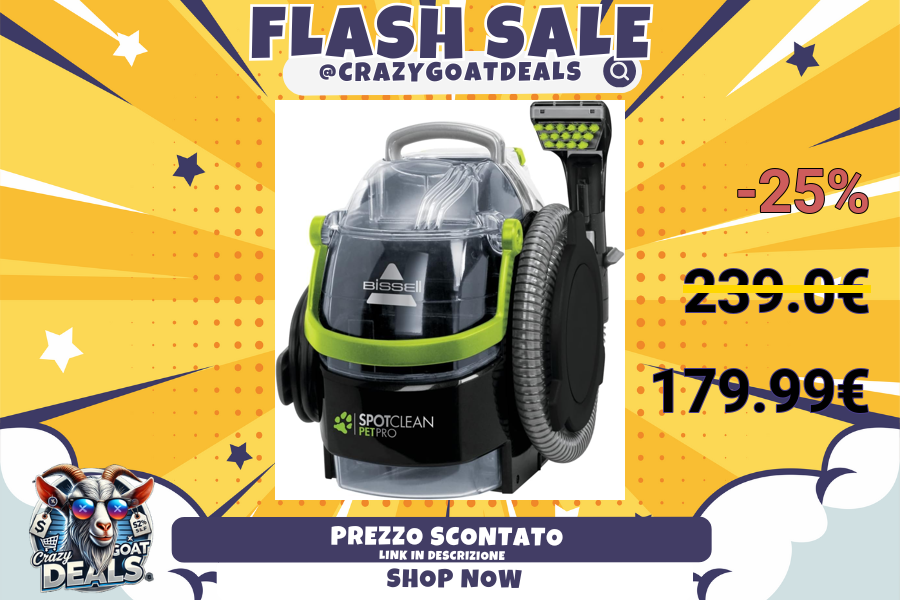 FLASH SALE
@CRAZYGOATDEALS
-25%
239.0€
179.99€
BISSELL
SPOTCLEAN
PETPRO
$
52%
Crazy
GOAT
DEALS
PREZZO SCONTATO
LINK IN DESCRIZIONE
SHOP NOW